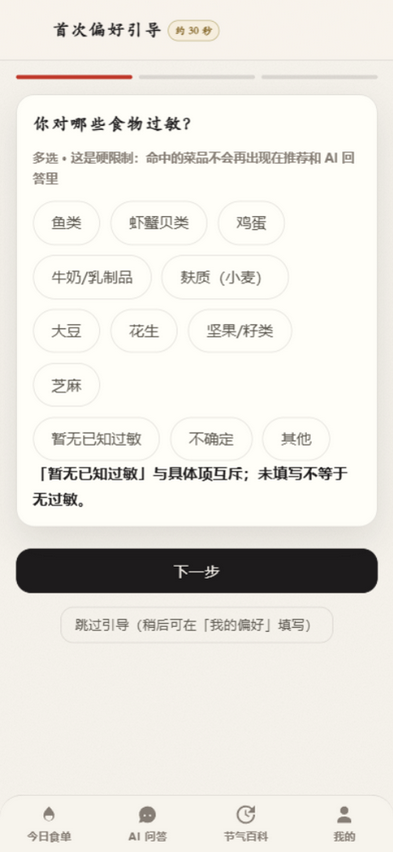 首次偏好引导 约 30 秒
你对哪些食物过敏？
多选 • 这是硬限制：命中的菜品不会再出现在推荐和 AI 回
答里
鱼类 虾蟹贝类 鸡蛋
牛奶/乳制品 麸质（小麦）
大豆 花生 坚果/籽类
芝麻
暂无已知过敏 不确定 其他
「暂无已知过敏」与具体项互斥；未填写不等于
无过敏。
下一步
跳过引导（稍后可在「我的偏好」填写）
今日食单 AI 问答 节气百科 我的